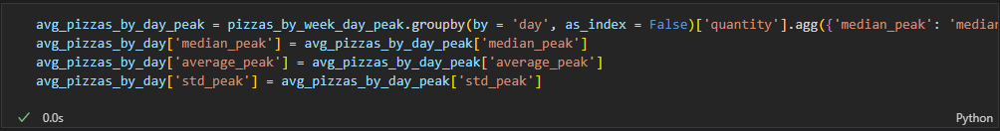 avg_pizzas_by_day_peak = pizzas_by_week_day_peak.groupby(by = 'day', as_index = False)['quantity'].agg({'median_peak': 'median
avg_pizzas_by_day['median_peak'] = avg_pizzas_by_day_peak['median_peak']
avg_pizzas_by_day['average_peak'] = avg_pizzas_by_day_peak['average_peak']
avg_pizzas_by_day['std_peak'] = avg_pizzas_by_day_peak['std_peak']
0.0s
Python